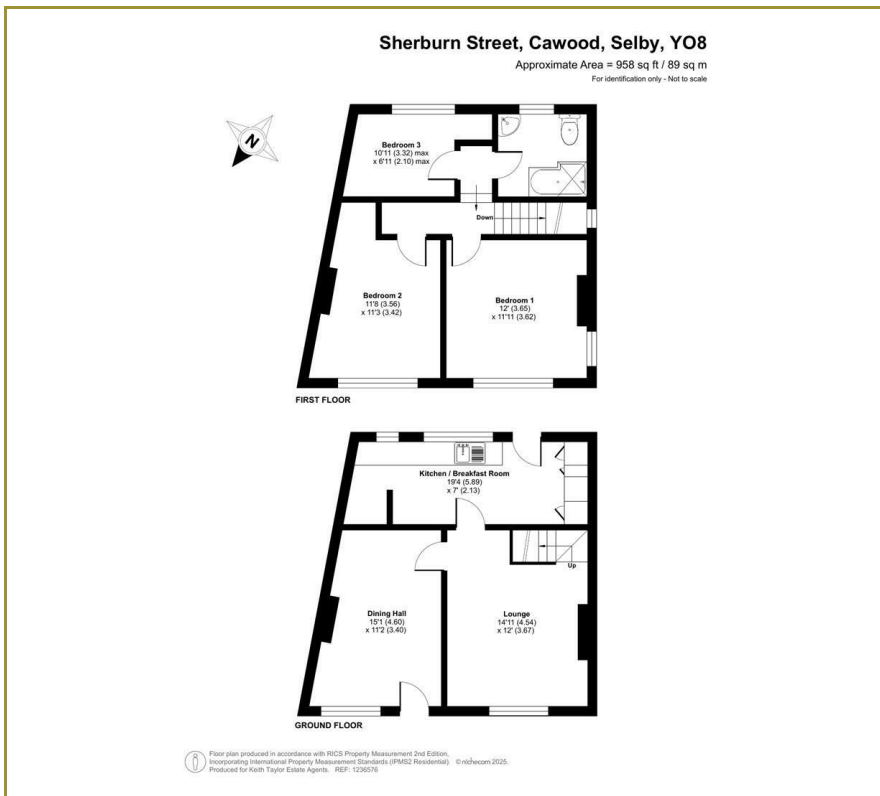 Sherburn Street, Cawood, Selby, YO8
Approximate Area = 958 sq ft / 89 sq m
For identification only - Not to scale
N
Bedroom 3
10'11 (3.32) max
x 6'11 (2.10) max
Down
Bedroom 2
11'8 (3.56)
x 11'3 (3.42)
Bedroom 1
12' (3.65)
x 11'11 (3.62)
FIRST FLOOR
Kitchen / Breakfast Room
19'4 (5.89)
x 7' (2.13)
Up
Dining Hall
15'1 (4.60)
x 11'2 (3.40)
Lounge
14'11 (4.54)
x 12' (3.67)
GROUND FLOOR
Floor plan produced in accordance with RICS Property Measurement 2nd Edition,
Incorporating International Property Measurement Standards (IPMS2 Residential). © nichecom 2025.
Produced for Keith Taylor Estate Agents. REF: 1236576